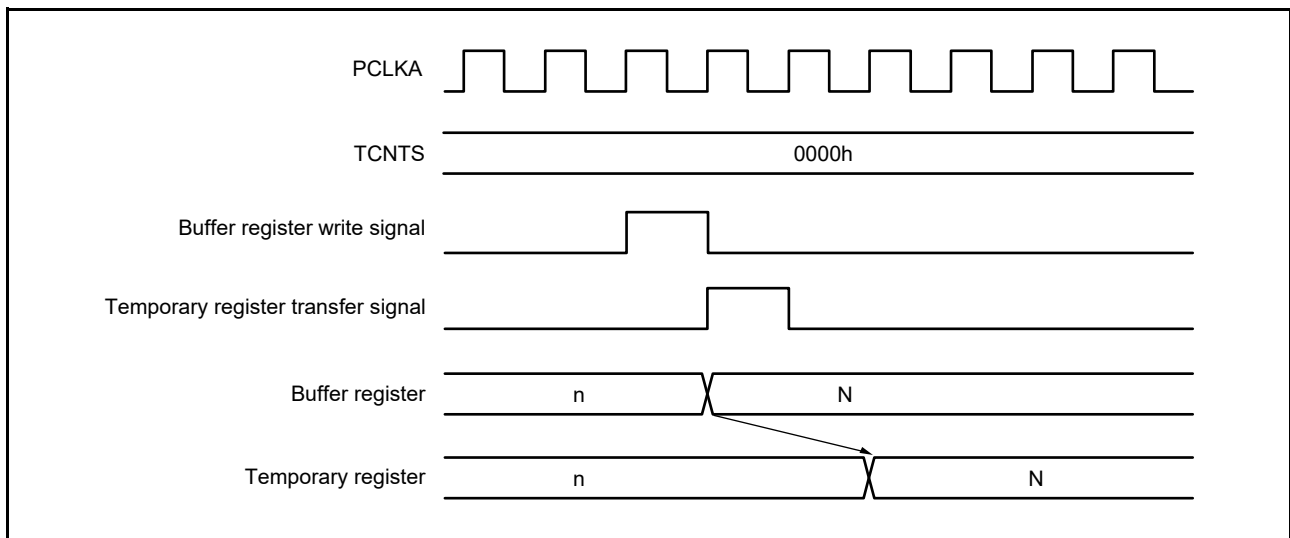 PCLKA
TCNTS
0000h
Buffer register write signal
Temporary register transfer signal
Buffer register
n
N
Temporary register
n
N